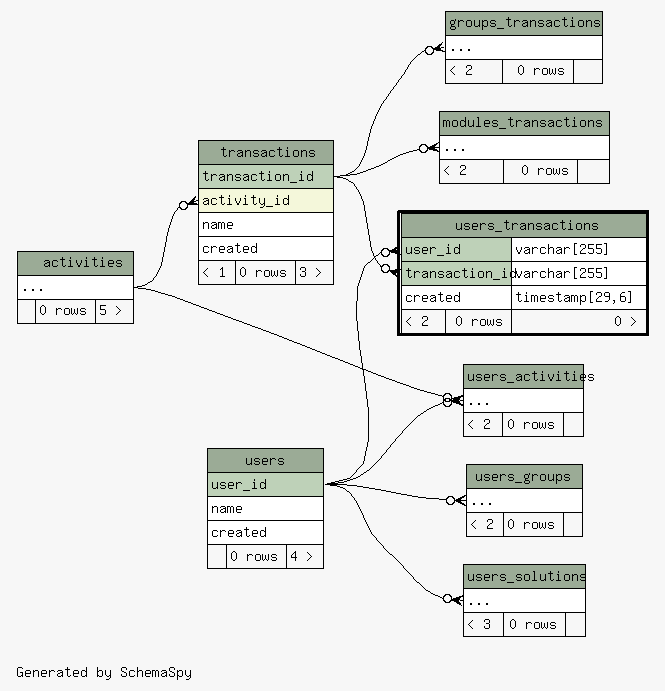 groups_transactions
...
< 2 0 rows
modules_transactions
...
< 2 0 rows
transactions
transaction_id
activity_id
name
created
< 1 0 rows 3 >
users_transactions
user_id varchar[255]
transaction_id varchar[255]
created timestamp[29,6]
< 2 0 rows 0 >
activities
...
0 rows 5 >
users_activities
...
< 2 0 rows
users
user_id
name
created
0 rows 4 >
users_groups
...
< 2 0 rows
users_solutions
...
< 3 0 rows
Generated by SchemaSpy